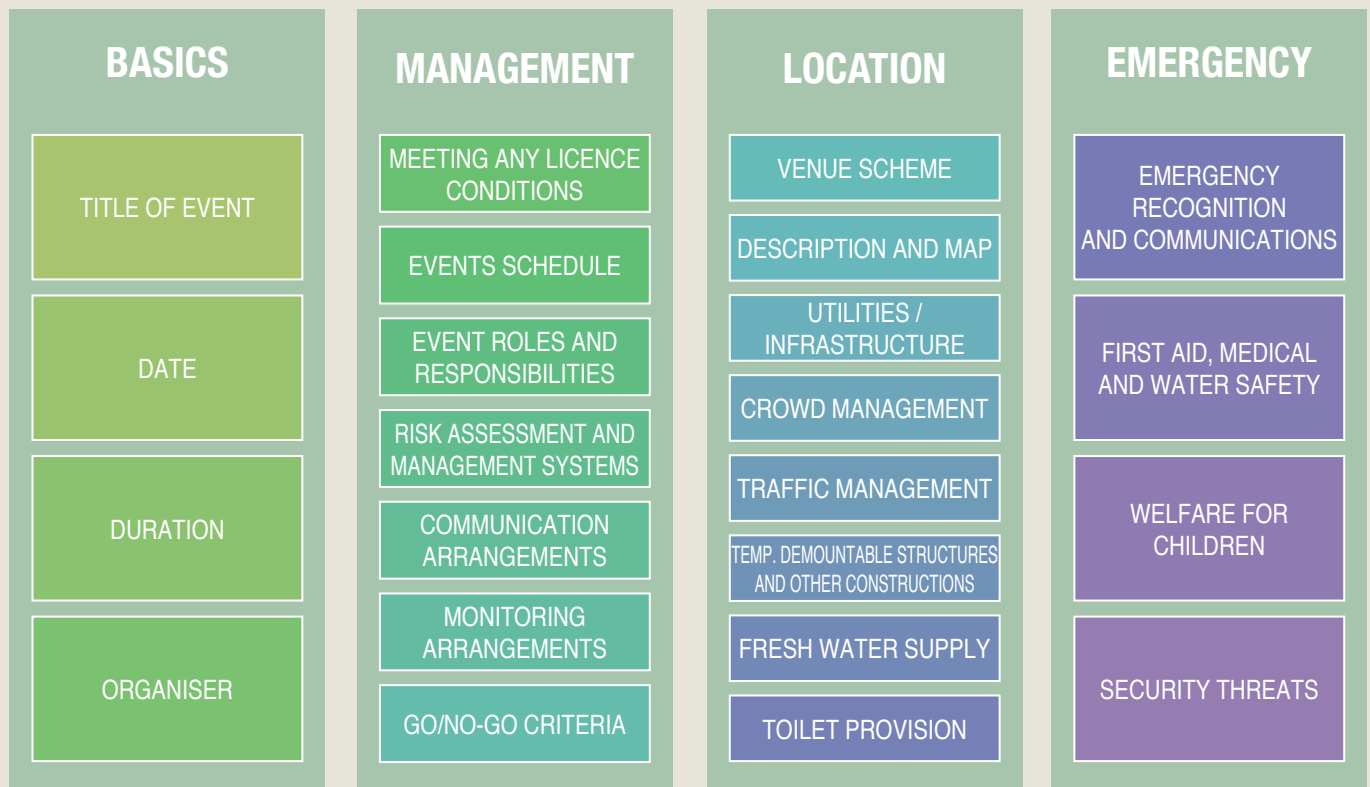 BASICS
TITLE OF EVENT
DATE
DURATION
ORGANISER
MANAGEMENT
MEETING ANY LICENCE
CONDITIONS
EVENTS SCHEDULE
EVENT ROLES AND
RESPONSIBILITIES
RISK ASSESSMENT AND
MANAGEMENT SYSTEMS
COMMUNICATION
ARRANGEMENTS
MONITORING
ARRANGEMENTS
GO/NO-GO CRITERIA
LOCATION
VENUE SCHEME
DESCRIPTION AND MAP
UTILITIES /
INFRASTRUCTURE
CROWD MANAGEMENT
TRAFFIC MANAGEMENT
TEMP. DEMOUNTABLE STRUCTURES
AND OTHER CONSTRUCTIONS
FRESH WATER SUPPLY
TOILET PROVISION
EMERGENCY
EMERGENCY
RECOGNITION
AND COMMUNICATIONS
FIRST AID, MEDICAL
AND WATER SAFETY
WELFARE FOR
CHILDREN
SECURITY THREATS